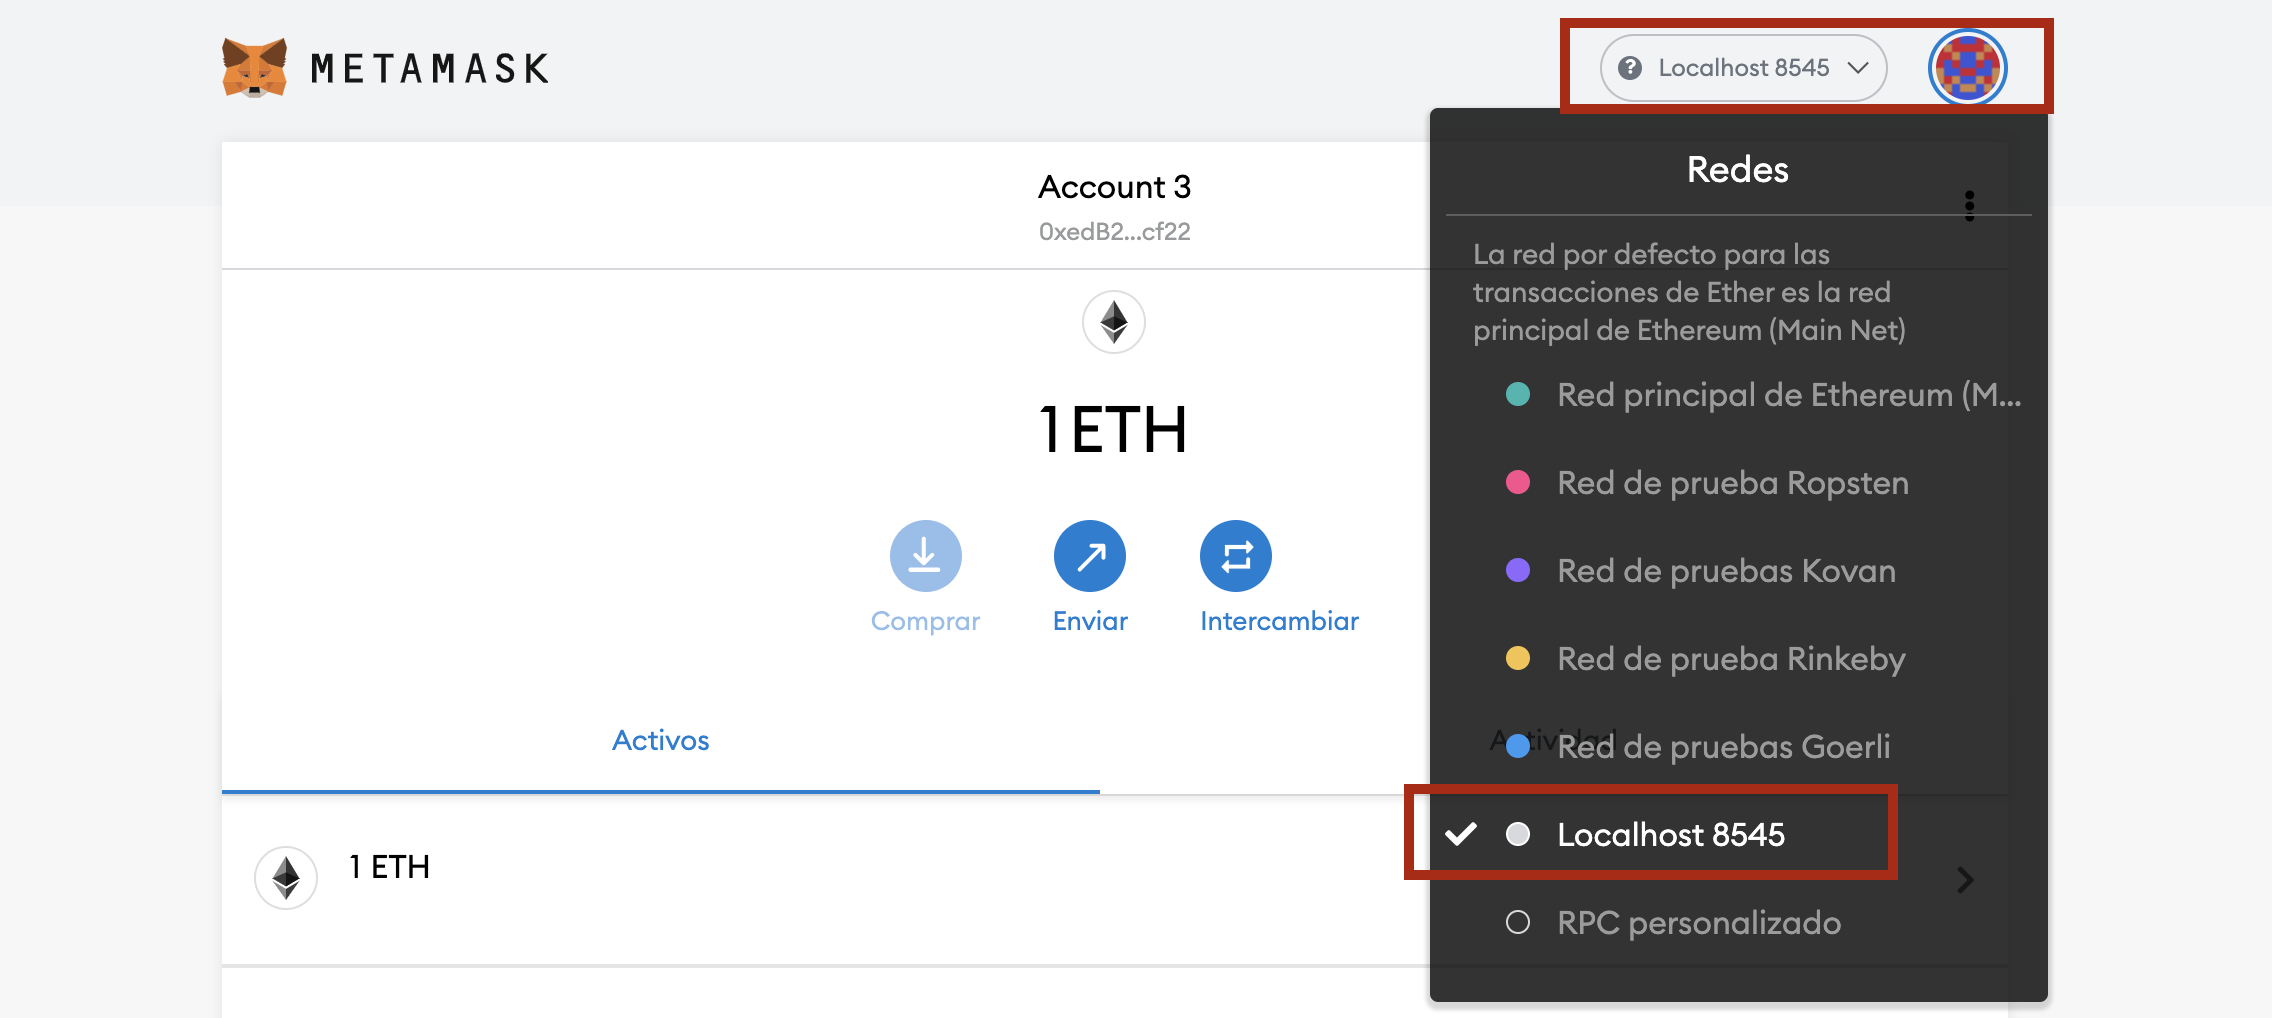 METAMASK
Localhost 8545
Account 3
0xedB2...cf22
1 ETH
Comprar
Enviar
Intercambiar
Activos
Actividad
1 ETH
Redes
La red por defecto para las
transacciones de Ether es la red
principal de Ethereum (Main Net)
Red principal de Ethereum (M...
Red de prueba Ropsten
Red de pruebas Kovan
Red de prueba Rinkeby
Red de pruebas Goerli
Localhost 8545
RPC personalizado